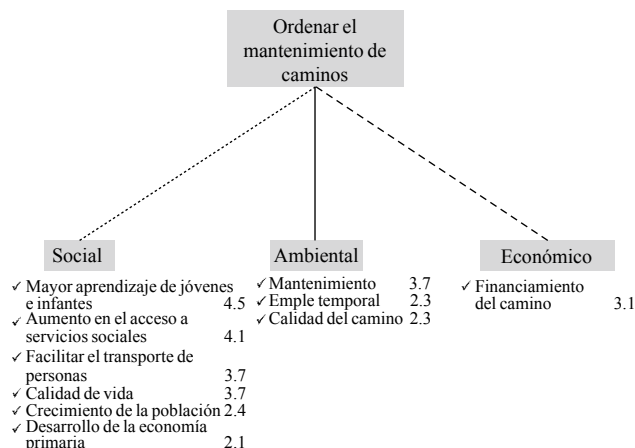 Ordenar el
mantenimiento de
caminos
Social
✓ Mayor aprendizaje de jóvenes
e infantes 4.5
✓ Aumento en el acceso a
servicios sociales 4.1
✓ Facilitar el transporte de
personas 3.7
✓ Calidad de vida 3.7
✓ Crecimiento de la población 2.4
✓ Desarrollo de la economía
primaria 2.1
Ambiental
✓ Mantenimiento 3.7
✓ Emple temporal 2.3
✓ Calidad del camino 2.3
Económico
✓ Financiamiento
del camino 3.1